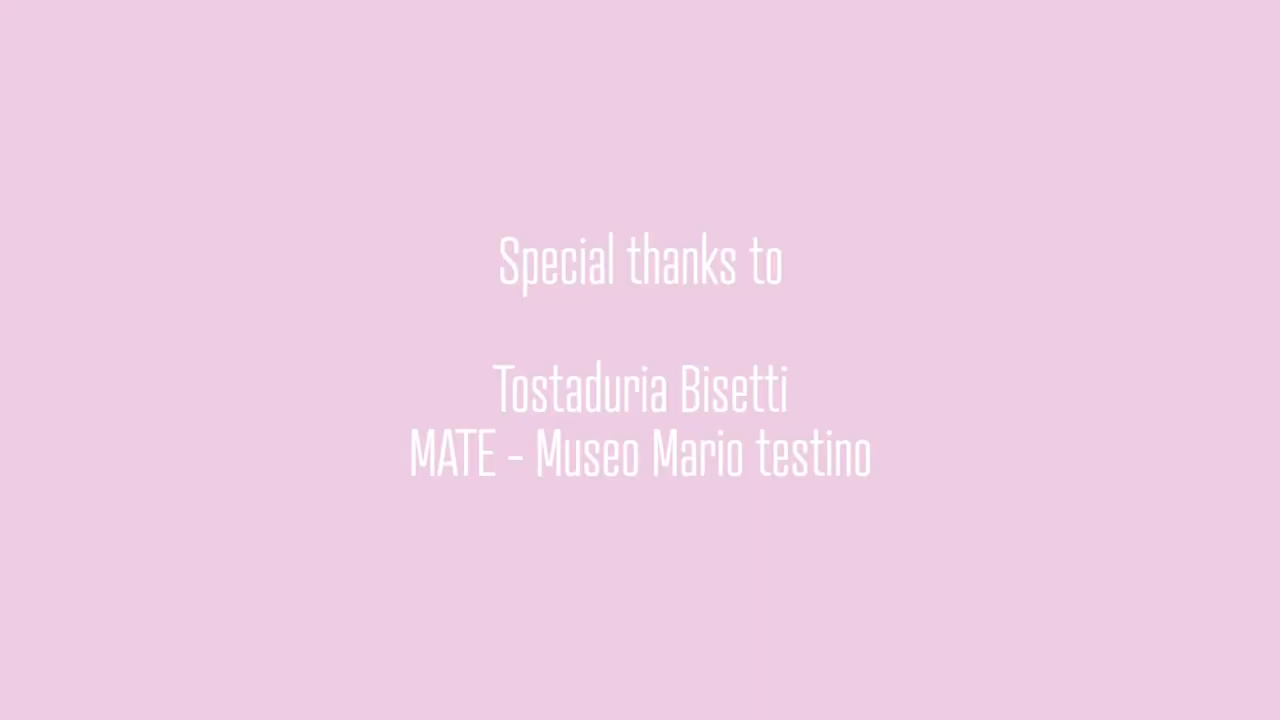 Special thanks to
Tostaduria Bisetti
MATE - Museo Mario testino